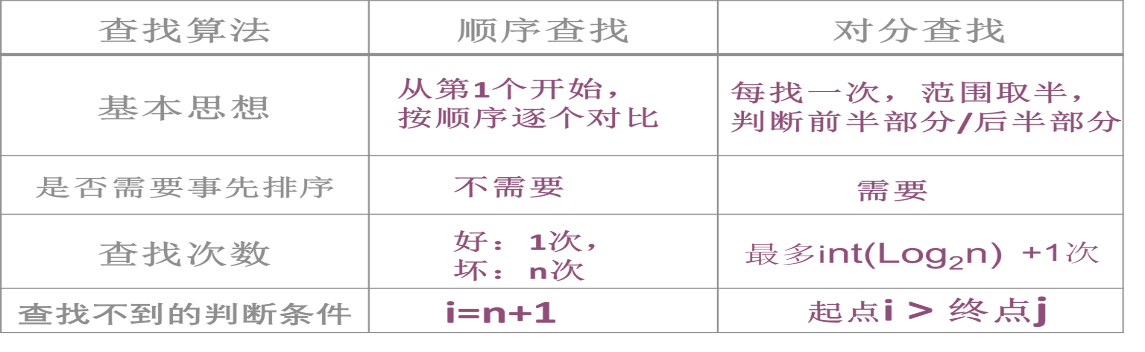 查找算法 顺序查找 对分查找
基本思想
从第1个开始，
按顺序逐个对比
每找一次，范围取半，
判断前半部分/后半部分
是否需要事先排序 不需要 需要
查找次数
好：1次，
坏：n次
最多int(Log₂n) +1次
查找不到的判断条件 i=n+1 起点i > 终点j